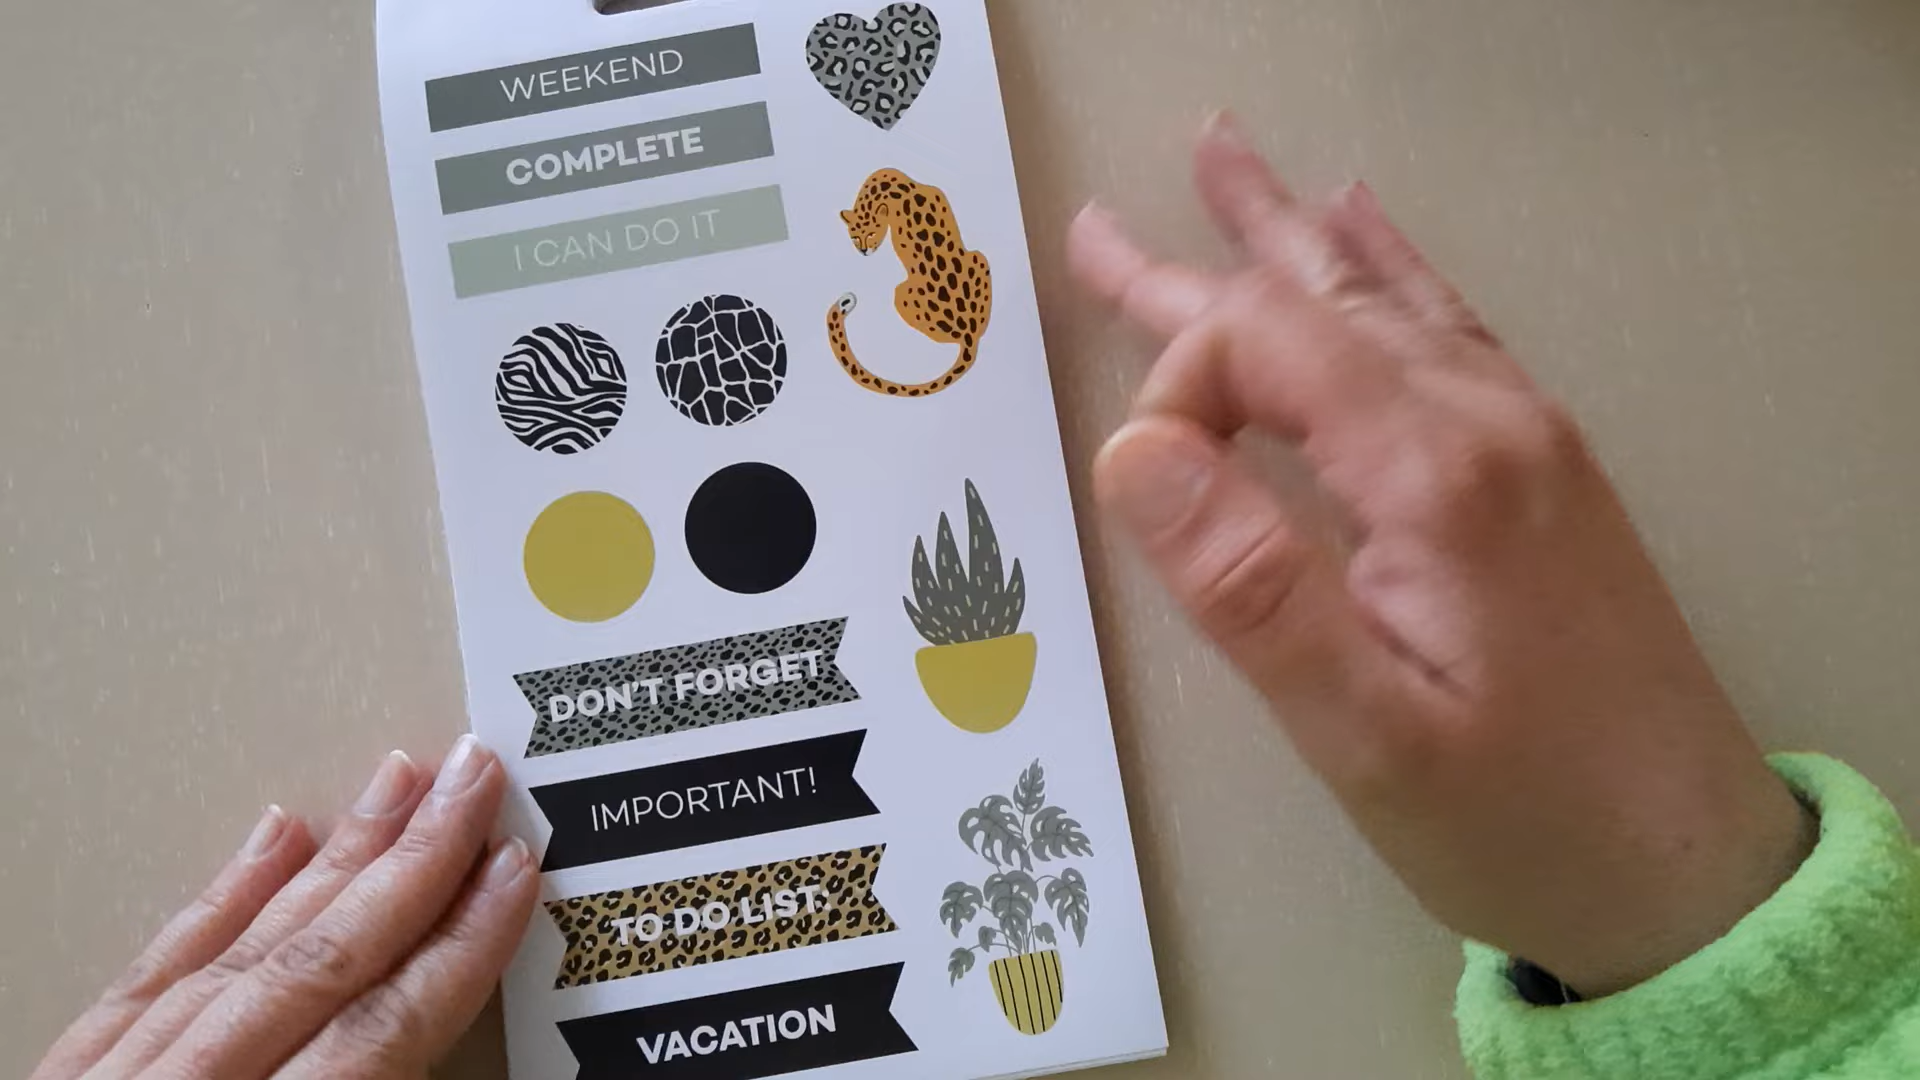 WEEKEND
COMPLETE
I CAN DO IT
DON'T FORGET
IMPORTANT!
TO DO LIST:
VACATION